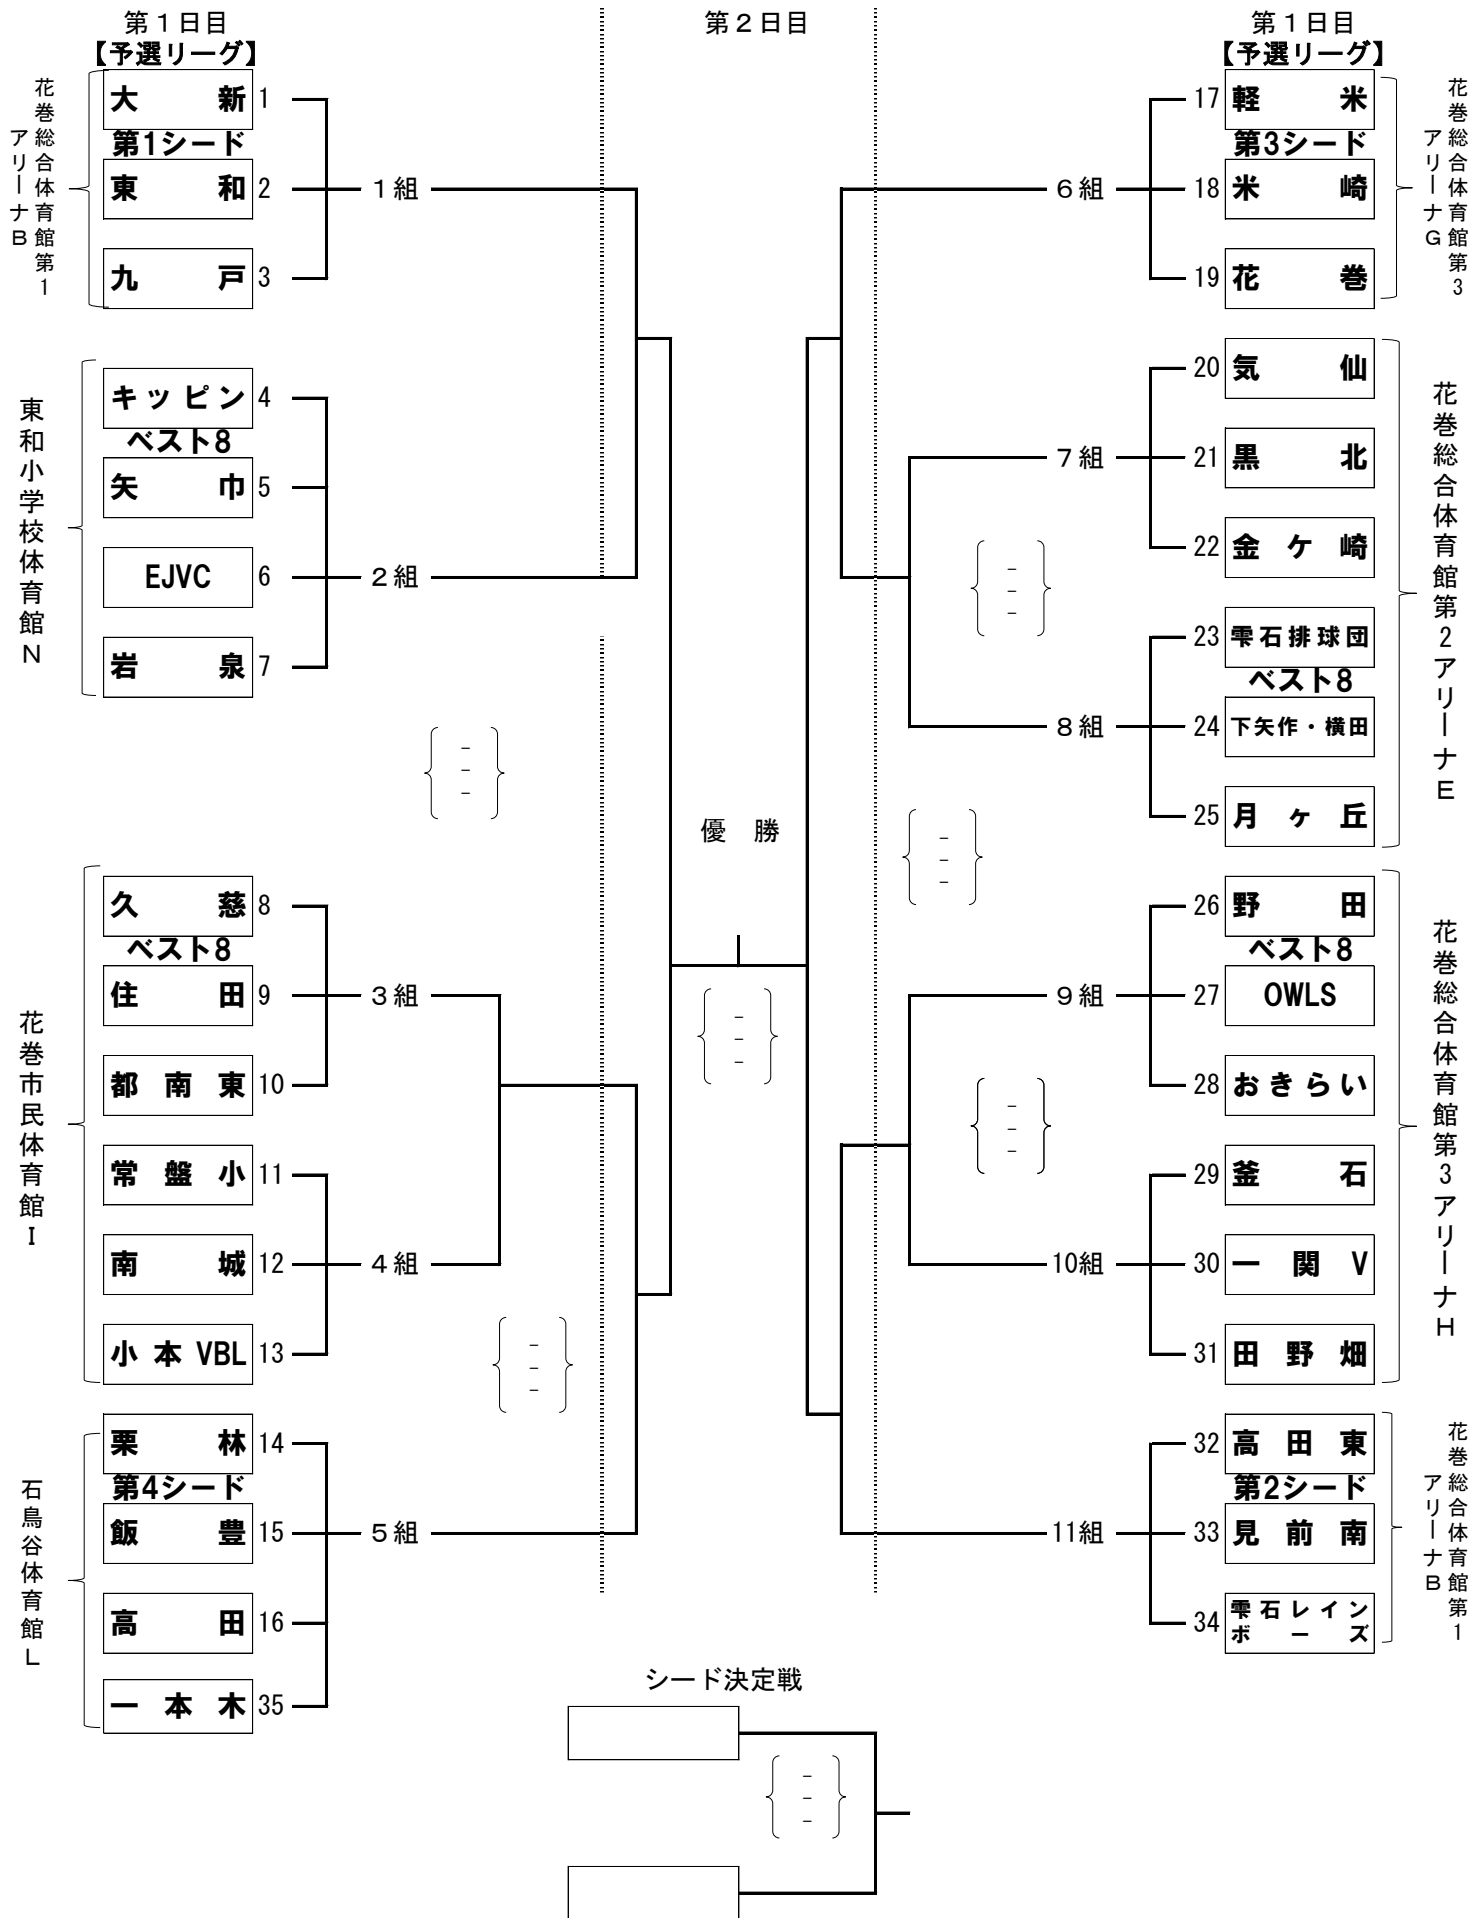 第１日目
【予選リーグ】
花巻総合体育館第1
アリーナB
大新 1
第1シード
東和 2
九戸 3
1組
東和小学校体育館N
キッピン 4
ベスト8
矢巾 5
EJVC 6
岩泉 7
2組
{ - - - }
花巻市民体育館I
久慈 8
ベスト8
住田 9
都南東 10
3組
常盤小 11
南城 12
小本VBL 13
4組
{ - - - }
石鳥谷体育館L
栗林 14
第4シード
飯豊 15
高田 16
一本木 35
5組
第２日目
優勝
{ - - - }
第１日目
【予選リーグ】
花巻総合体育館第3
アリーナG
6組
17 軽米
第3シード
18 米崎
19 花巻
花巻総合体育館第2アリーナE
7組
20 気仙
21 黒北
22 金ケ崎
{ - - - }
8組
23 雫石排球団
ベスト8
24 下矢作・横田
25 月ヶ丘
{ - - - }
花巻総合体育館第3アリーナH
9組
26 野田
ベスト8
27 OWLS
28 おきらい
{ - - - }
10組
29 釜石
30 一関V
31 田野畑
花巻総合体育館第1
アリーナB
11組
32 高田東
第2シード
33 見前南
34 雫石レイン
ボーズ
シード決定戦
{ - - - }